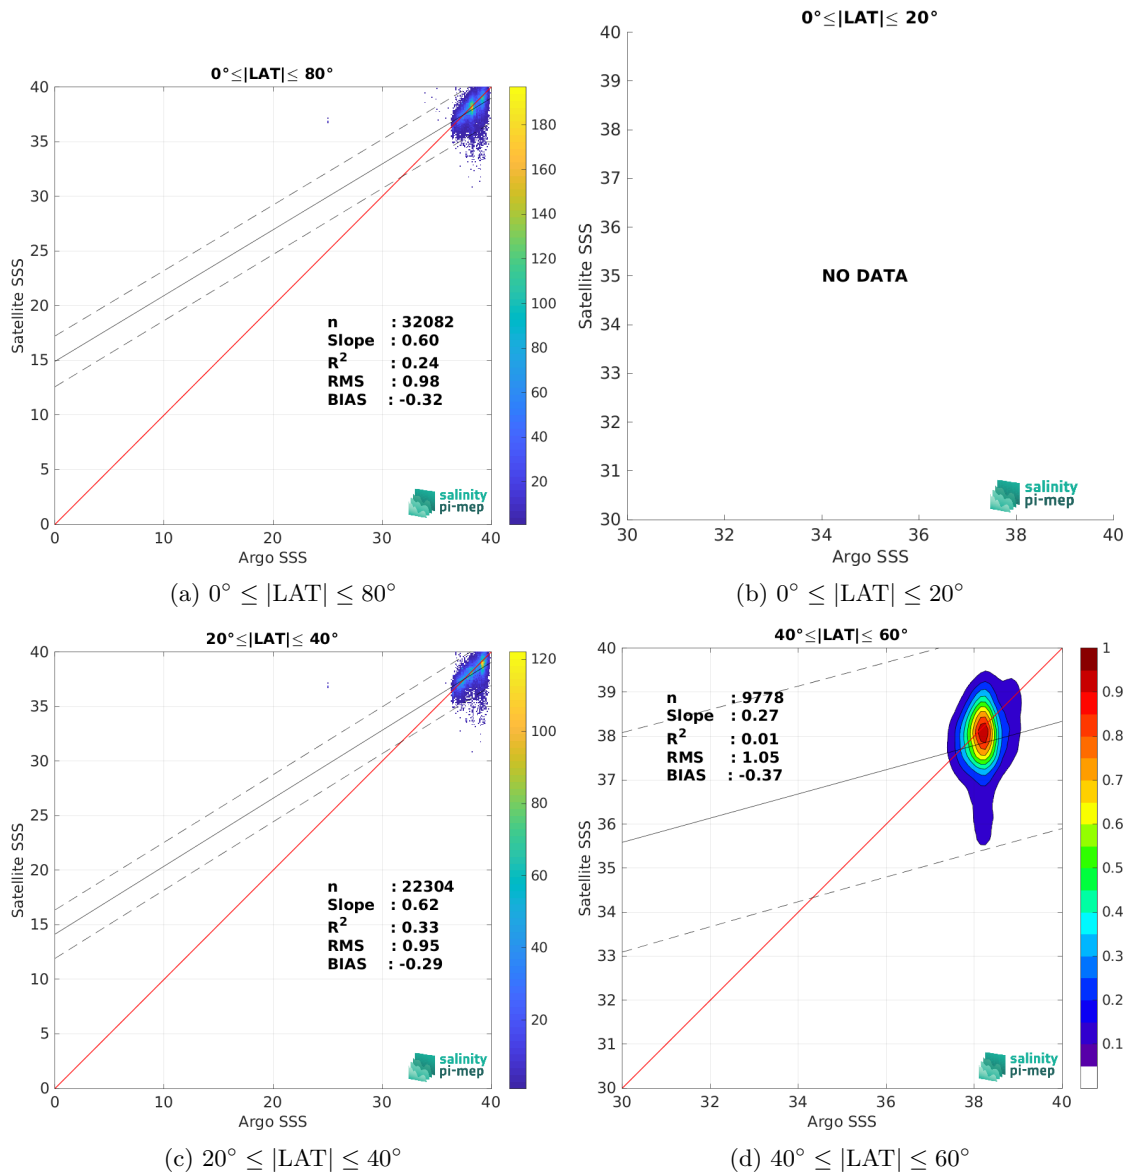 0°≤|LAT|≤ 80°
40
35
30
25
20
15
10
5
0
Satellite SSS
0
10
20
30
40
Argo SSS
n : 32082
Slope : 0.60
R² : 0.24
RMS : 0.98
BIAS : -0.32
salinity
pi-mep
180
160
140
120
100
80
60
40
20
(a) 0° ≤ |LAT| ≤ 80°
0°≤|LAT|≤ 20°
40
39
38
37
36
35
34
33
32
31
30
Satellite SSS
NO DATA
salinity
pi-mep
30
32
34
36
38
40
Argo SSS
(b) 0° ≤ |LAT| ≤ 20°
20°≤|LAT|≤ 40°
40
35
30
25
20
15
10
5
0
Satellite SSS
0
10
20
30
40
Argo SSS
n : 22304
Slope : 0.62
R² : 0.33
RMS : 0.95
BIAS : -0.29
salinity
pi-mep
120
100
80
60
40
20
(c) 20° ≤ |LAT| ≤ 40°
40°≤|LAT|≤ 60°
40
39
38
37
36
35
34
33
32
31
30
Satellite SSS
n : 9778
Slope : 0.27
R² : 0.01
RMS : 1.05
BIAS : -0.37
salinity
pi-mep
30
32
34
36
38
40
Argo SSS
1
0.9
0.8
0.7
0.6
0.5
0.4
0.3
0.2
0.1
(d) 40° ≤ |LAT| ≤ 60°